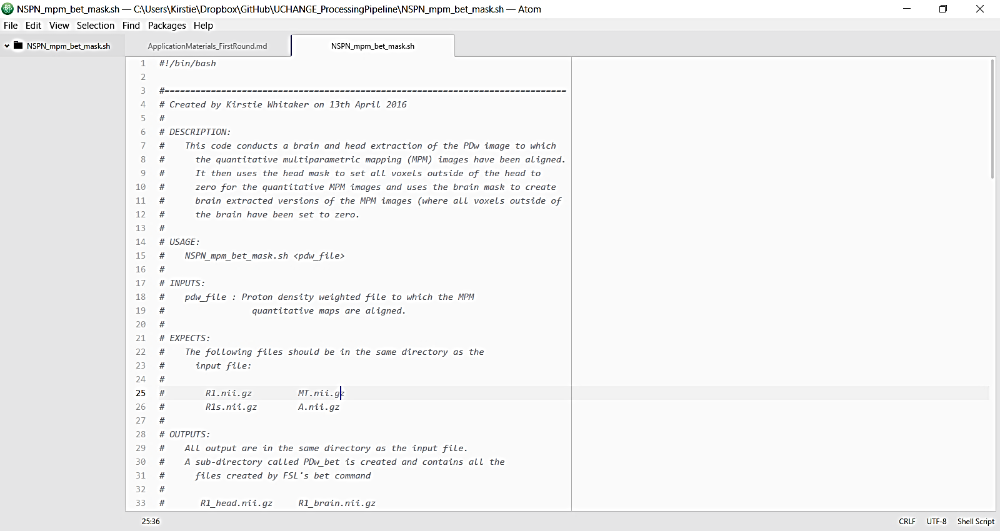 NSPN_mpm_bet_mask.sh — C:\Users\Kirstie\Dropbox\GitHub\UCHANGE_ProcessingPipeline\NSPN_mpm_bet_mask.sh — Atom
File Edit View Selection Find Packages Help
NSPN_mpm_bet_mask.sh ApplicationMaterials_FirstRound.md NSPN_mpm_bet_mask.sh
1 #!/bin/bash
2
3 #==============================================================================
4 # Created by Kirstie Whitaker on 13th April 2016
5 #
6 # DESCRIPTION:
7 #    This code conducts a brain and head extraction of the PDw image to which
8 #      the quantitative multiparametric mapping (MPM) images have been aligned.
9 #      It then uses the head mask to set all voxels outside of the head to
10 #      zero for the quantitative MPM images and uses the brain mask to create
11 #      brain extracted versions of the MPM images (where all voxels outside of
12 #      the brain have been set to zero.
13 #
14 # USAGE:
15 #    NSPN_mpm_bet_mask.sh <pdw_file>
16 #
17 # INPUTS:
18 #    pdw_file : Proton density weighted file to which the MPM
19 #                 quantitative maps are aligned.
20 #
21 # EXPECTS:
22 #    The following files should be in the same directory as the
23 #      input file:
24 #
25 #        R1.nii.gz         MT.nii.gz
26 #        R1s.nii.gz        A.nii.gz
27 #
28 # OUTPUTS:
29 #    All output are in the same directory as the input file.
30 #    A sub-directory called PDw_bet is created and contains all the
31 #      files created by FSL's bet command
32 #
33 #       R1_head.nii.gz     R1_brain.nii.gz
25:36 CRLF UTF-8 Shell Script